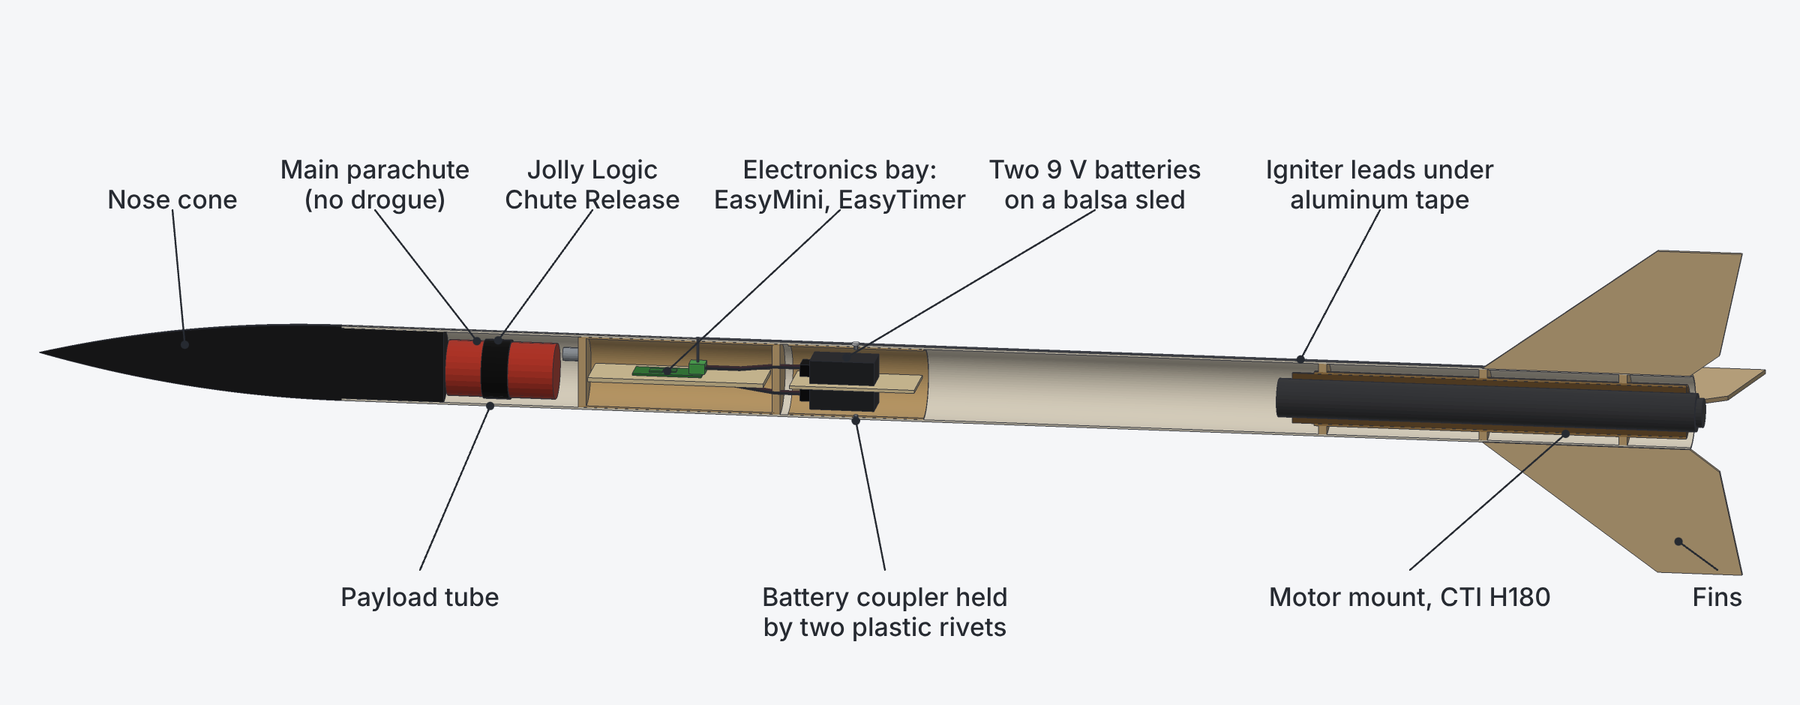 Nose cone
Main parachute
(no drogue)
Jolly Logic
Chute Release
Electronics bay:
EasyMini, EasyTimer
Two 9 V batteries
on a balsa sled
Igniter leads under
aluminum tape
Payload tube
Battery coupler held
by two plastic rivets
Motor mount, CTI H180
Fins